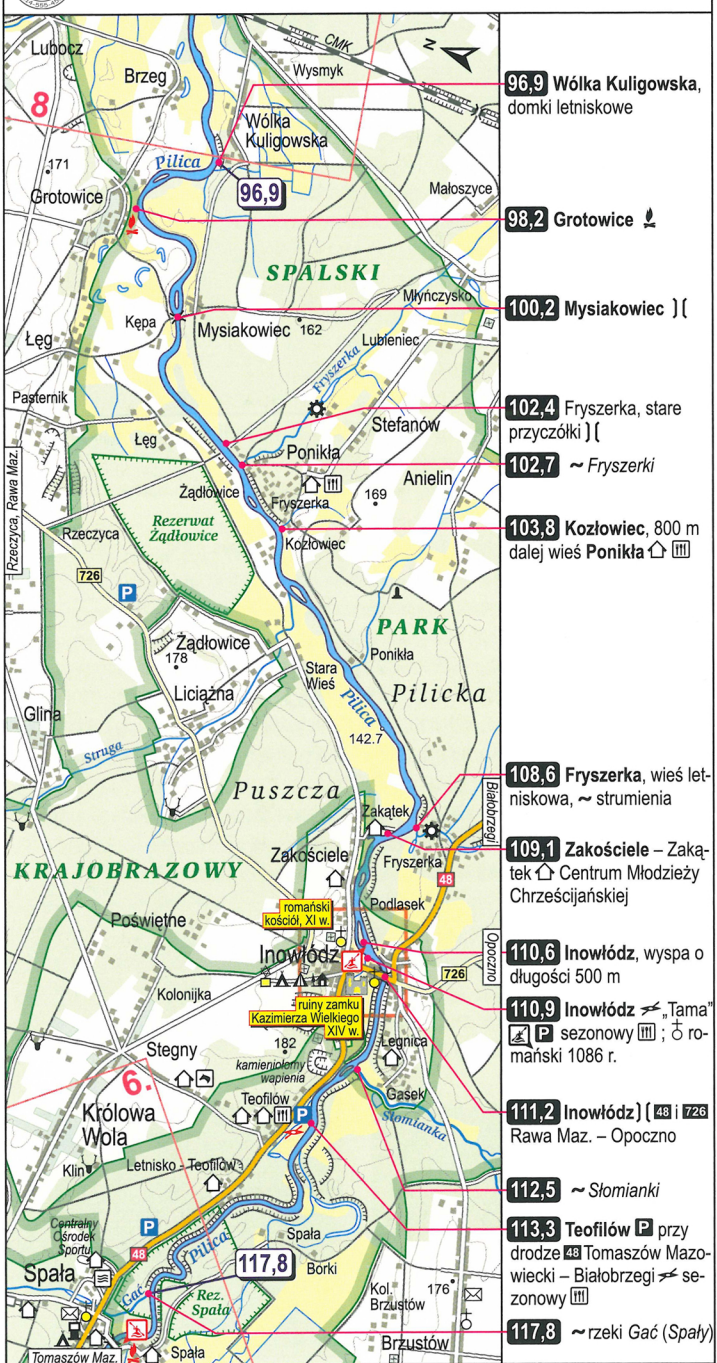 CMK
N
Lubocz
Brzeg
Wysmyk
8
Wólka
Kuligowska
171
Pilica
Grotowice
96,9
Małoszyce
SPALSKI
Młyńczysko
Kępa
Mysiakowiec
162
Łęg
Lubieniec
Fryszerka
Pasternik
Stefanów
Łęg
Ponikła
Anielin
Żądłowice
169
Fryszerka
Rzeczyca, Rawa Maz.
Rezerwat
Żądłowice
Rzeczyca
Kozłowiec
726
P
PARK
Żądłowice
Ponikła
178
Stara
Wieś
Liciążna
Pilica
Pilicka
Glina
142.7
Struga
Puszcza
Białobrzegi
Zakątek
Zakościele
Fryszerka
KRAJOBRAZOWY
48
Podlasek
romański
kościół, XI w.
Poświętne
Opoczno
Inowłódz
726
Kolonijka
ruiny zamku
Kazimierza Wielkiego
XIV w.
Legnica
Stegny
182
kamieniołomy
wapienia
6.
Gasek
Teofilów
Królowa
Wola
P
Słomianka
Letnisko - Teofilów
Klin
Centralny
Ośrodek
Sportu
P
Spała
48
Pilica
117,8
Borki
Spała
Gać
Kol.
Brzustów
176
Rez.
Spała
Brzustów
Spała
Tomaszów Maz.
96,9 Wólka Kuligowska,
domki letniskowe
98,2 Grotowice
100,2 Mysiakowiec )(
102,4 Fryszerka, stare
przyczółki )(
102,7 ~ Fryszerki
103,8 Kozłowiec, 800 m
dalej wieś Ponikła
108,6 Fryszerka, wieś let-
niskowa, ~ strumienia
109,1 Zakościele – Zaką-
tek Centrum Młodzieży
Chrześcijańskiej
110,6 Inowłódz, wyspa o
długości 500 m
110,9 Inowłódz „Tama”
P sezonowy ; ro-
mański 1086 r.
111,2 Inowłódz )( 48 i 726
Rawa Maz. – Opoczno
112,5 ~ Słomianki
113,3 Teofilów P przy
drodze 48 Tomaszów Mazo-
wiecki – Białobrzegi se-
zonowy
117,8 ~ rzeki Gać (Spały)